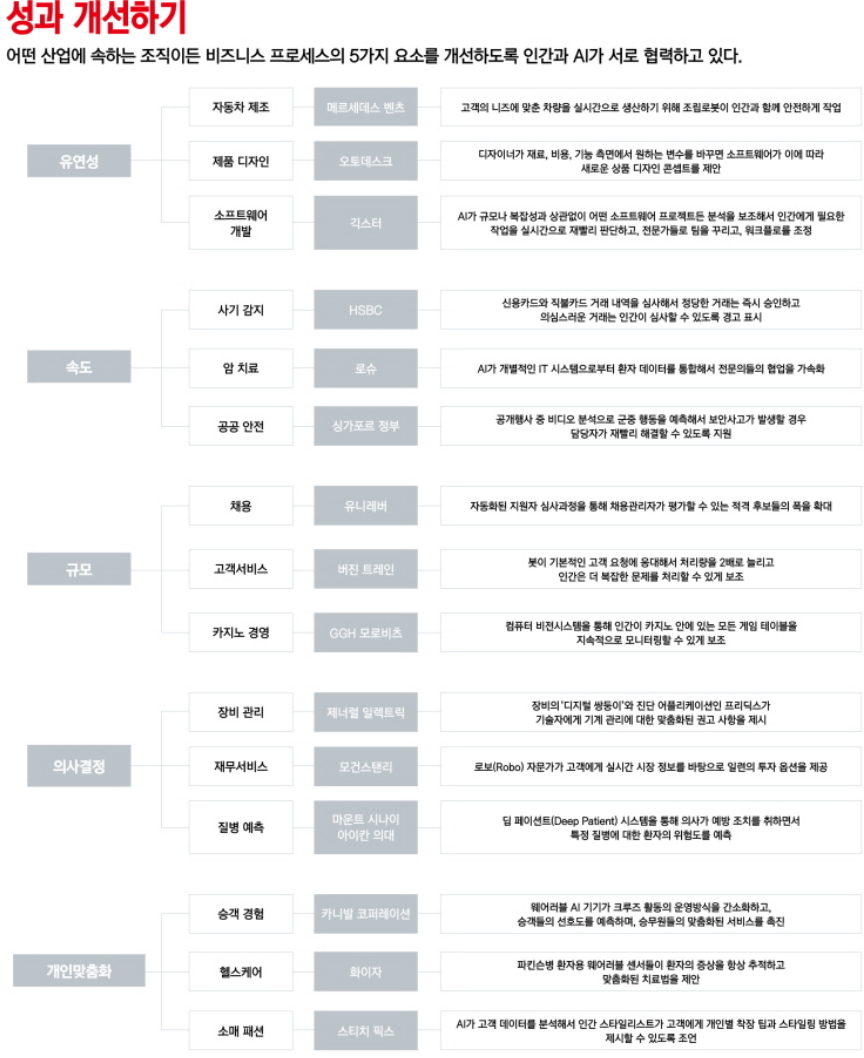 성과 개선하기
어떤 산업에 속하는 조직이든 비즈니스 프로세스의 5가지 요소를 개선하도록 인간과 AI가 서로 협력하고 있다.
유연성
자동차 제조
메르세데스 벤츠
고객의 니즈에 맞춘 차량을 실시간으로 생산하기 위해 조립로봇이 인간과 함께 안전하게 작업
제품 디자인
오토데스크
디자이너가 재료, 비용, 기능 측면에서 원하는 변수를 바꾸면 소프트웨어가 이에 따라
새로운 상품 디자인 콘셉트를 제안
소프트웨어
개발
긱스터
AI가 규모나 복잡성과 상관없이 어떤 소프트웨어 프로젝트든 분석을 보조해서 인간에게 필요한
작업을 실시간으로 재빨리 판단하고, 전문가들로 팀을 꾸리고, 워크플로를 조정
속도
사기 감지
HSBC
신용카드와 직불카드 거래 내역을 심사해서 정당한 거래는 즉시 승인하고
의심스러운 거래는 인간이 심사할 수 있도록 경고 표시
암 치료
로슈
AI가 개별적인 IT 시스템으로부터 환자 데이터를 통합해서 전문의들의 협업을 가속화
공공 안전
싱가포르 정부
공개행사 중 비디오 분석으로 군중 행동을 예측해서 보안사고가 발생할 경우
담당자가 재빨리 해결할 수 있도록 지원
규모
채용
유니레버
자동화된 지원자 심사과정을 통해 채용관리자가 평가할 수 있는 적격 후보들의 폭을 확대
고객서비스
버진 트레인
봇이 기본적인 고객 요청에 응대해서 처리량을 2배로 늘리고
인간은 더 복잡한 문제를 처리할 수 있게 보조
카지노 경영
GGH 모로비츠
컴퓨터 비전시스템을 통해 인간이 카지노 안에 있는 모든 게임 테이블을
지속적으로 모니터링할 수 있게 보조
의사결정
장비 관리
제너럴 일렉트릭
장비의 '디지털 쌍둥이'와 진단 어플리케이션인 프리딕스가
기술자에게 기계 관리에 대한 맞춤화된 권고 사항을 제시
재무서비스
모건스탠리
로보(Robo) 자문가가 고객에게 실시간 시장 정보를 바탕으로 일련의 투자 옵션을 제공
질병 예측
마운트 시나이
아이칸 의대
딥 페이션트(Deep Patient) 시스템을 통해 의사가 예방 조치를 취하면서
특정 질병에 대한 환자의 위험도를 예측
개인맞춤화
승객 경험
카니발 코퍼레이션
웨어러블 AI 기기가 크루즈 활동의 운영방식을 간소화하고,
승객들의 선호도를 예측하며, 승무원들의 맞춤화된 서비스를 촉진
헬스케어
화이자
파킨슨병 환자용 웨어러블 센서들이 환자의 증상을 항상 추적하고
맞춤화된 치료법을 제안
소매 패션
스티치 픽스
AI가 고객 데이터를 분석해서 인간 스타일리스트가 고객에게 개인별 착장 팁과 스타일링 방법을
제시할 수 있도록 조언